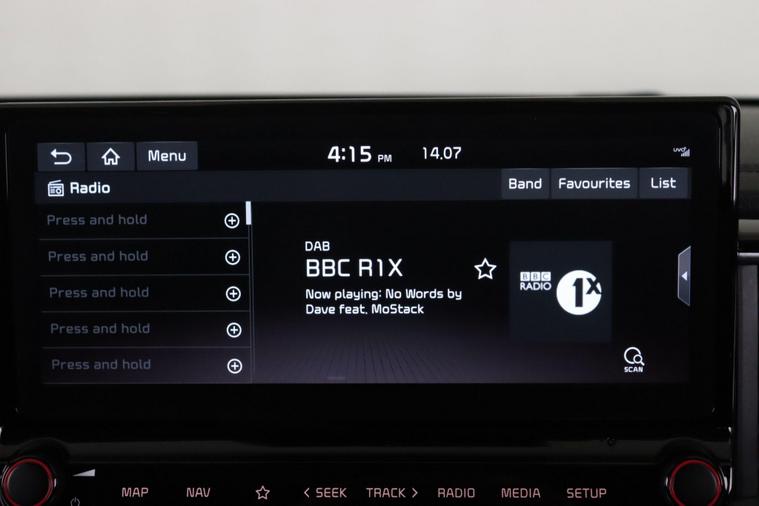 Menu
4:15 PM
14.07
UVO
Radio
Band
Favourites
List
Press and hold
Press and hold
Press and hold
Press and hold
Press and hold
DAB
BBC R1X
Now playing: No Words by
Dave feat. MoStack
BBC
RADIO
1X
SCAN
MAP
NAV
< SEEK
TRACK >
RADIO
MEDIA
SETUP